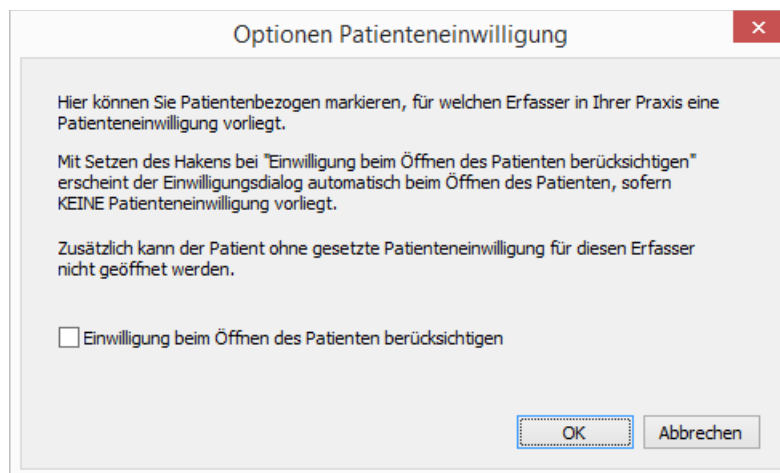 Optionen Patienteneinwilligung
Hier können Sie Patientenbezogen markieren, für welchen Erfasser in Ihrer Praxis eine
Patienteneinwilligung vorliegt.
Mit Setzen des Hakens bei "Einwilligung beim Öffnen des Patienten berücksichtigen"
erscheint der Einwilligungsdialog automatisch beim Öffnen des Patienten, sofern
KEINE Patienteneinwilligung vorliegt.
Zusätzlich kann der Patient ohne gesetzte Patienteneinwilligung für diesen Erfasser
nicht geöffnet werden.
Einwilligung beim Öffnen des Patienten berücksichtigen
OK Abbrechen